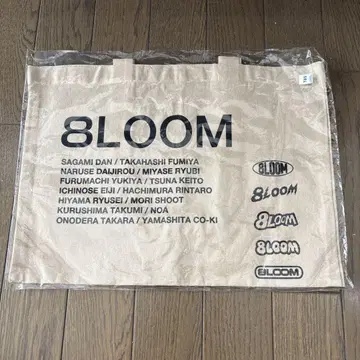 8LOOM
SAGAMI DAN / TAKAHASHI FUMIYA
NARUSE DAIJIROU / MIYASE RYUBI
FURUMACHI YUKIYA / TSUNA KEITO
ICHINOSE EIJI / HACHIMURA RINTARO
HIYAMA RYUSEI / MORI SHOOT
KURUSHIMA TAKUMI / NOA
ONODERA TAKARA / YAMASHITA CO-KI
8LOOM
8LOOM
8LOOM
8LOOM
8LOOM